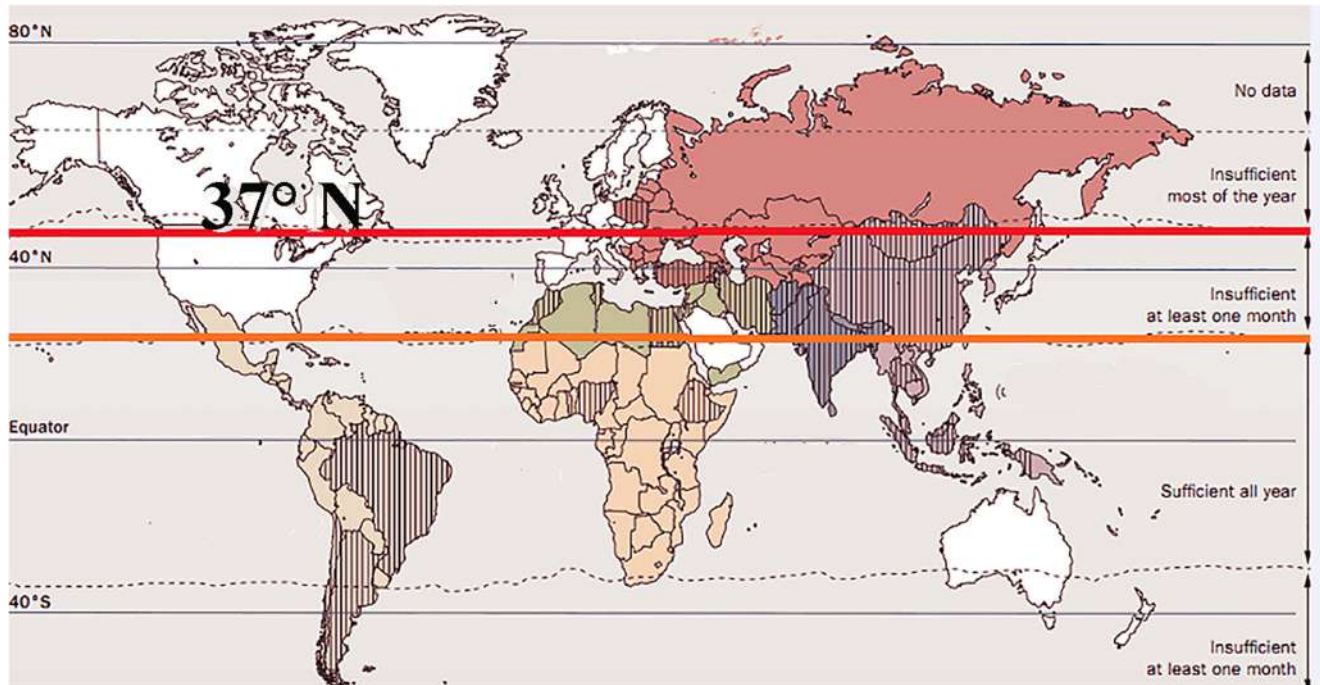 80°N
No data
Insufficient
most of the year
37° N
40°N
Insufficient
at least one month
Equator
Sufficient all year
40°S
Insufficient
at least one month